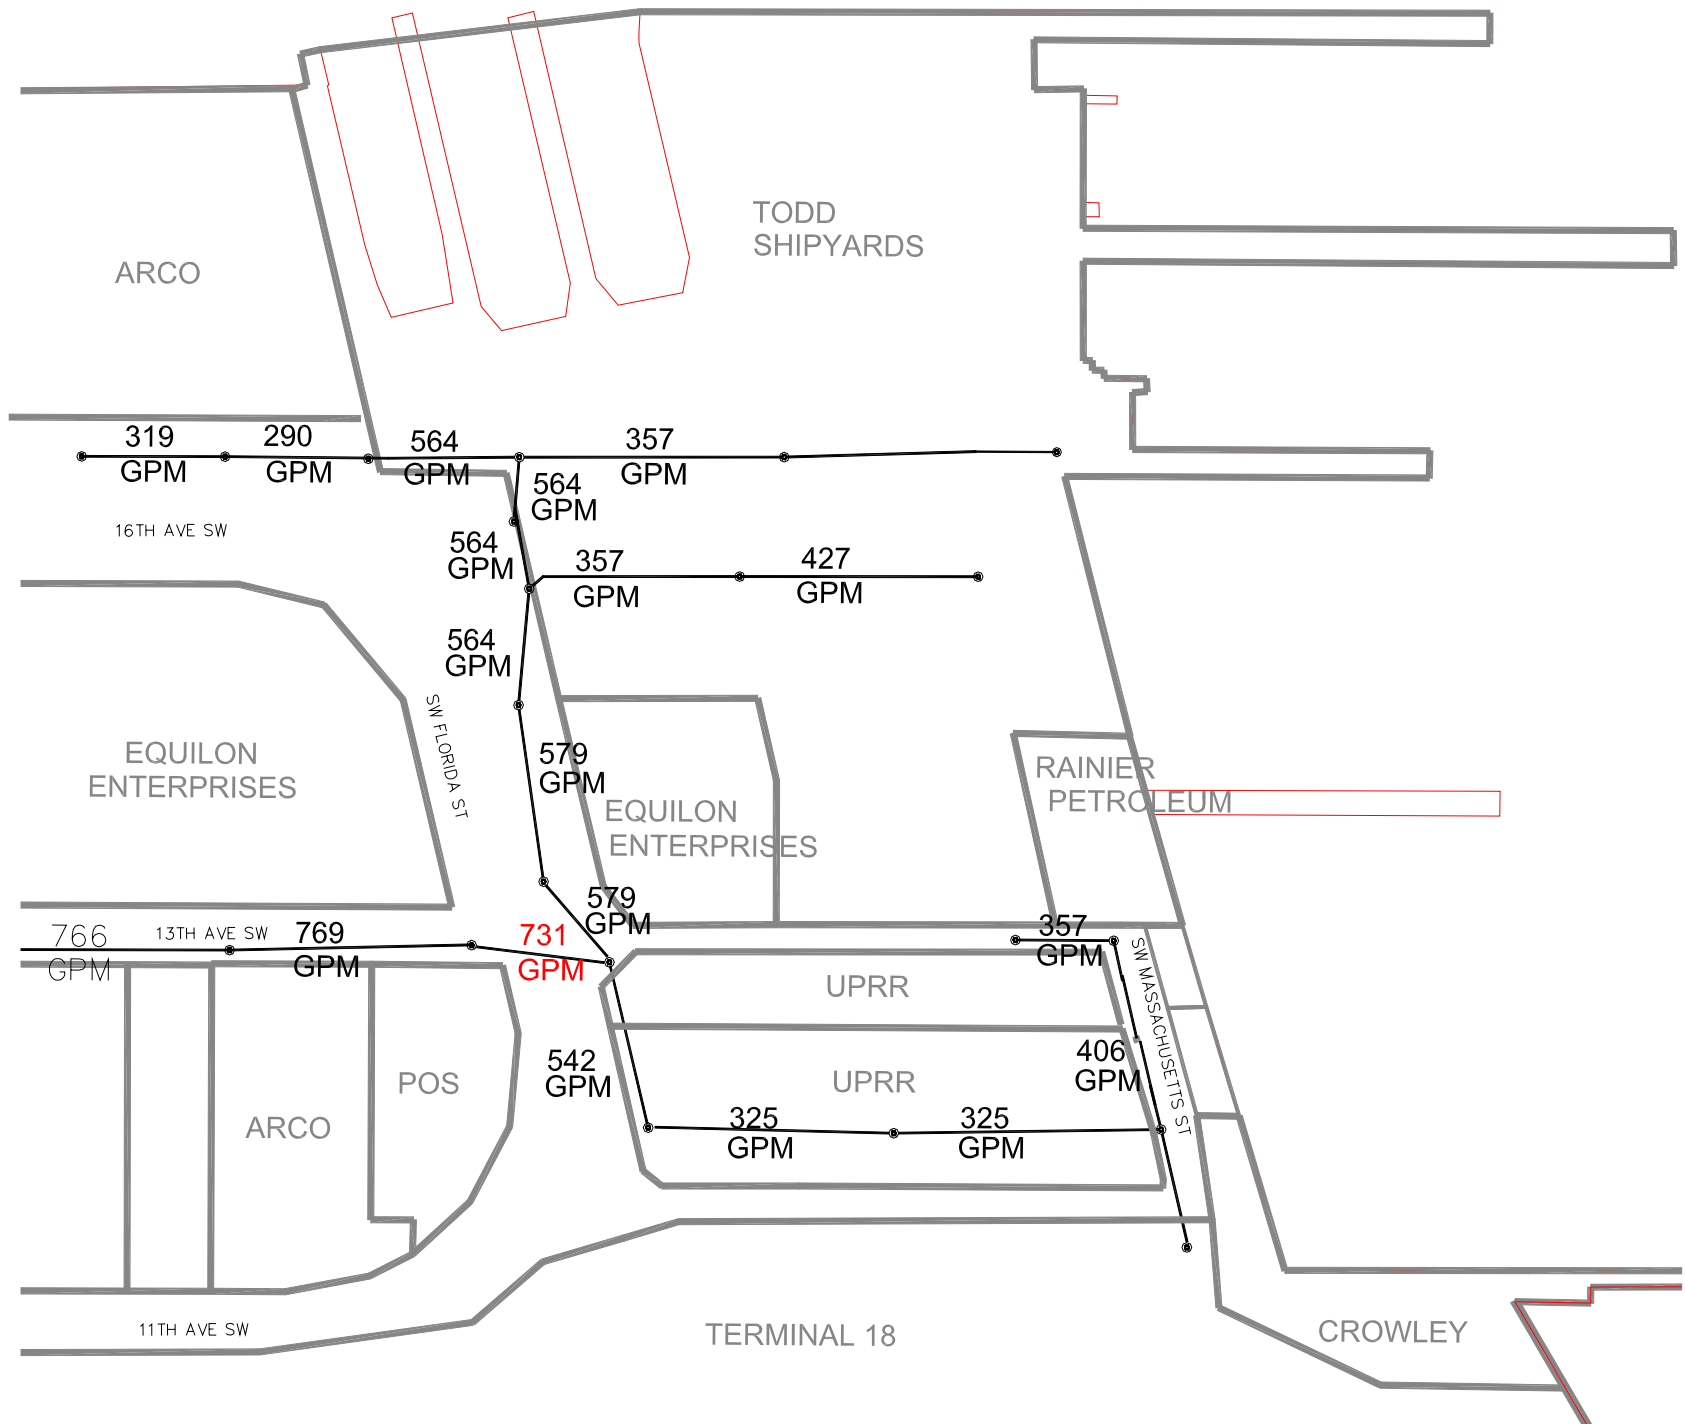 TODD
SHIPYARDS
ARCO
319
GPM
290
GPM
564
GPM
357
GPM
564
GPM
16TH AVE SW
564
GPM
357
GPM
427
GPM
564
GPM
SW FLORIDA ST
EQUILON
ENTERPRISES
579
GPM
EQUILON
ENTERPRISES
RAINIER
PETROLEUM
579
GPM
766
GPM
13TH AVE SW
769
GPM
731
GPM
357
GPM
SW MASSACHUSETTS ST
UPRR
542
GPM
POS
UPRR
406
GPM
ARCO
325
GPM
325
GPM
11TH AVE SW
TERMINAL 18
CROWLEY